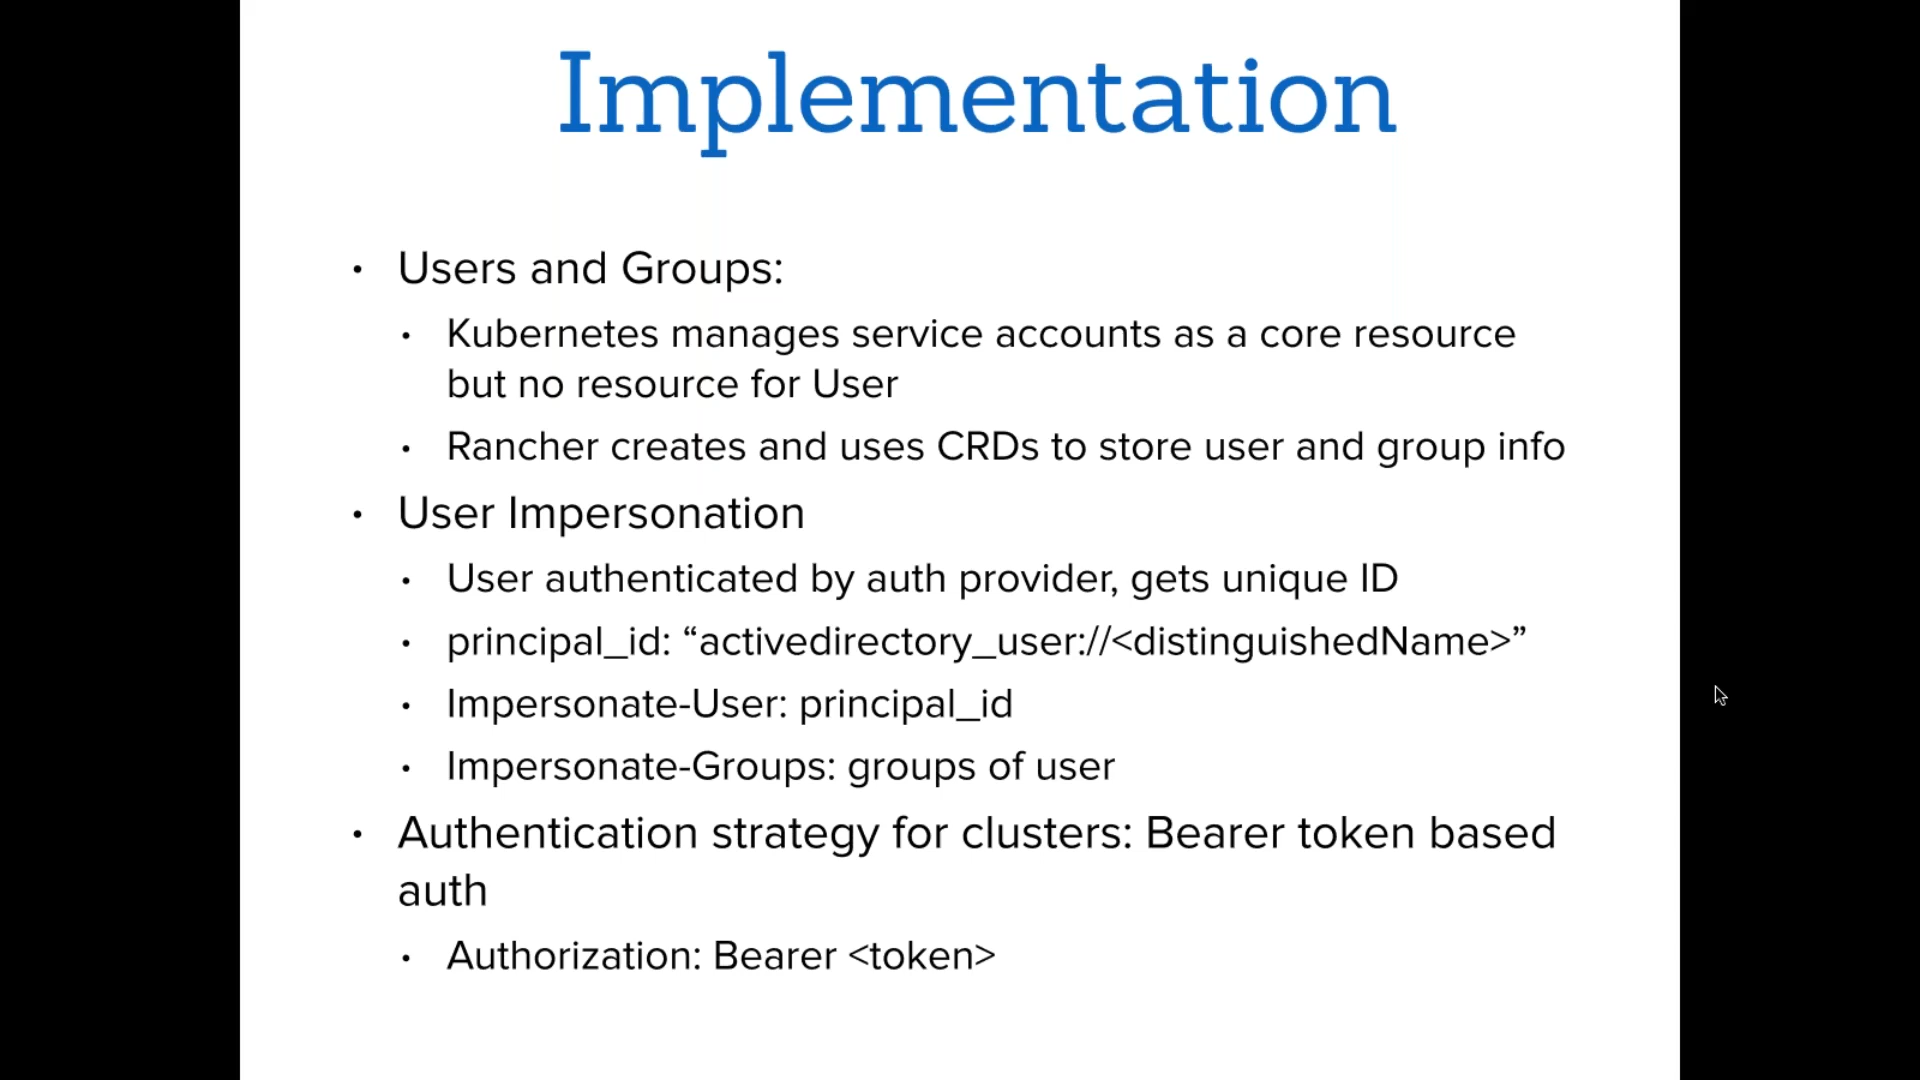 Implementation
• Users and Groups:
• Kubernetes manages service accounts as a core resource
but no resource for User
• Rancher creates and uses CRDs to store user and group info
• User Impersonation
• User authenticated by auth provider, gets unique ID
• principal_id: “activedirectory_user://<distinguishedName>”
• Impersonate-User: principal_id
• Impersonate-Groups: groups of user
• Authentication strategy for clusters: Bearer token based
auth
• Authorization: Bearer <token>